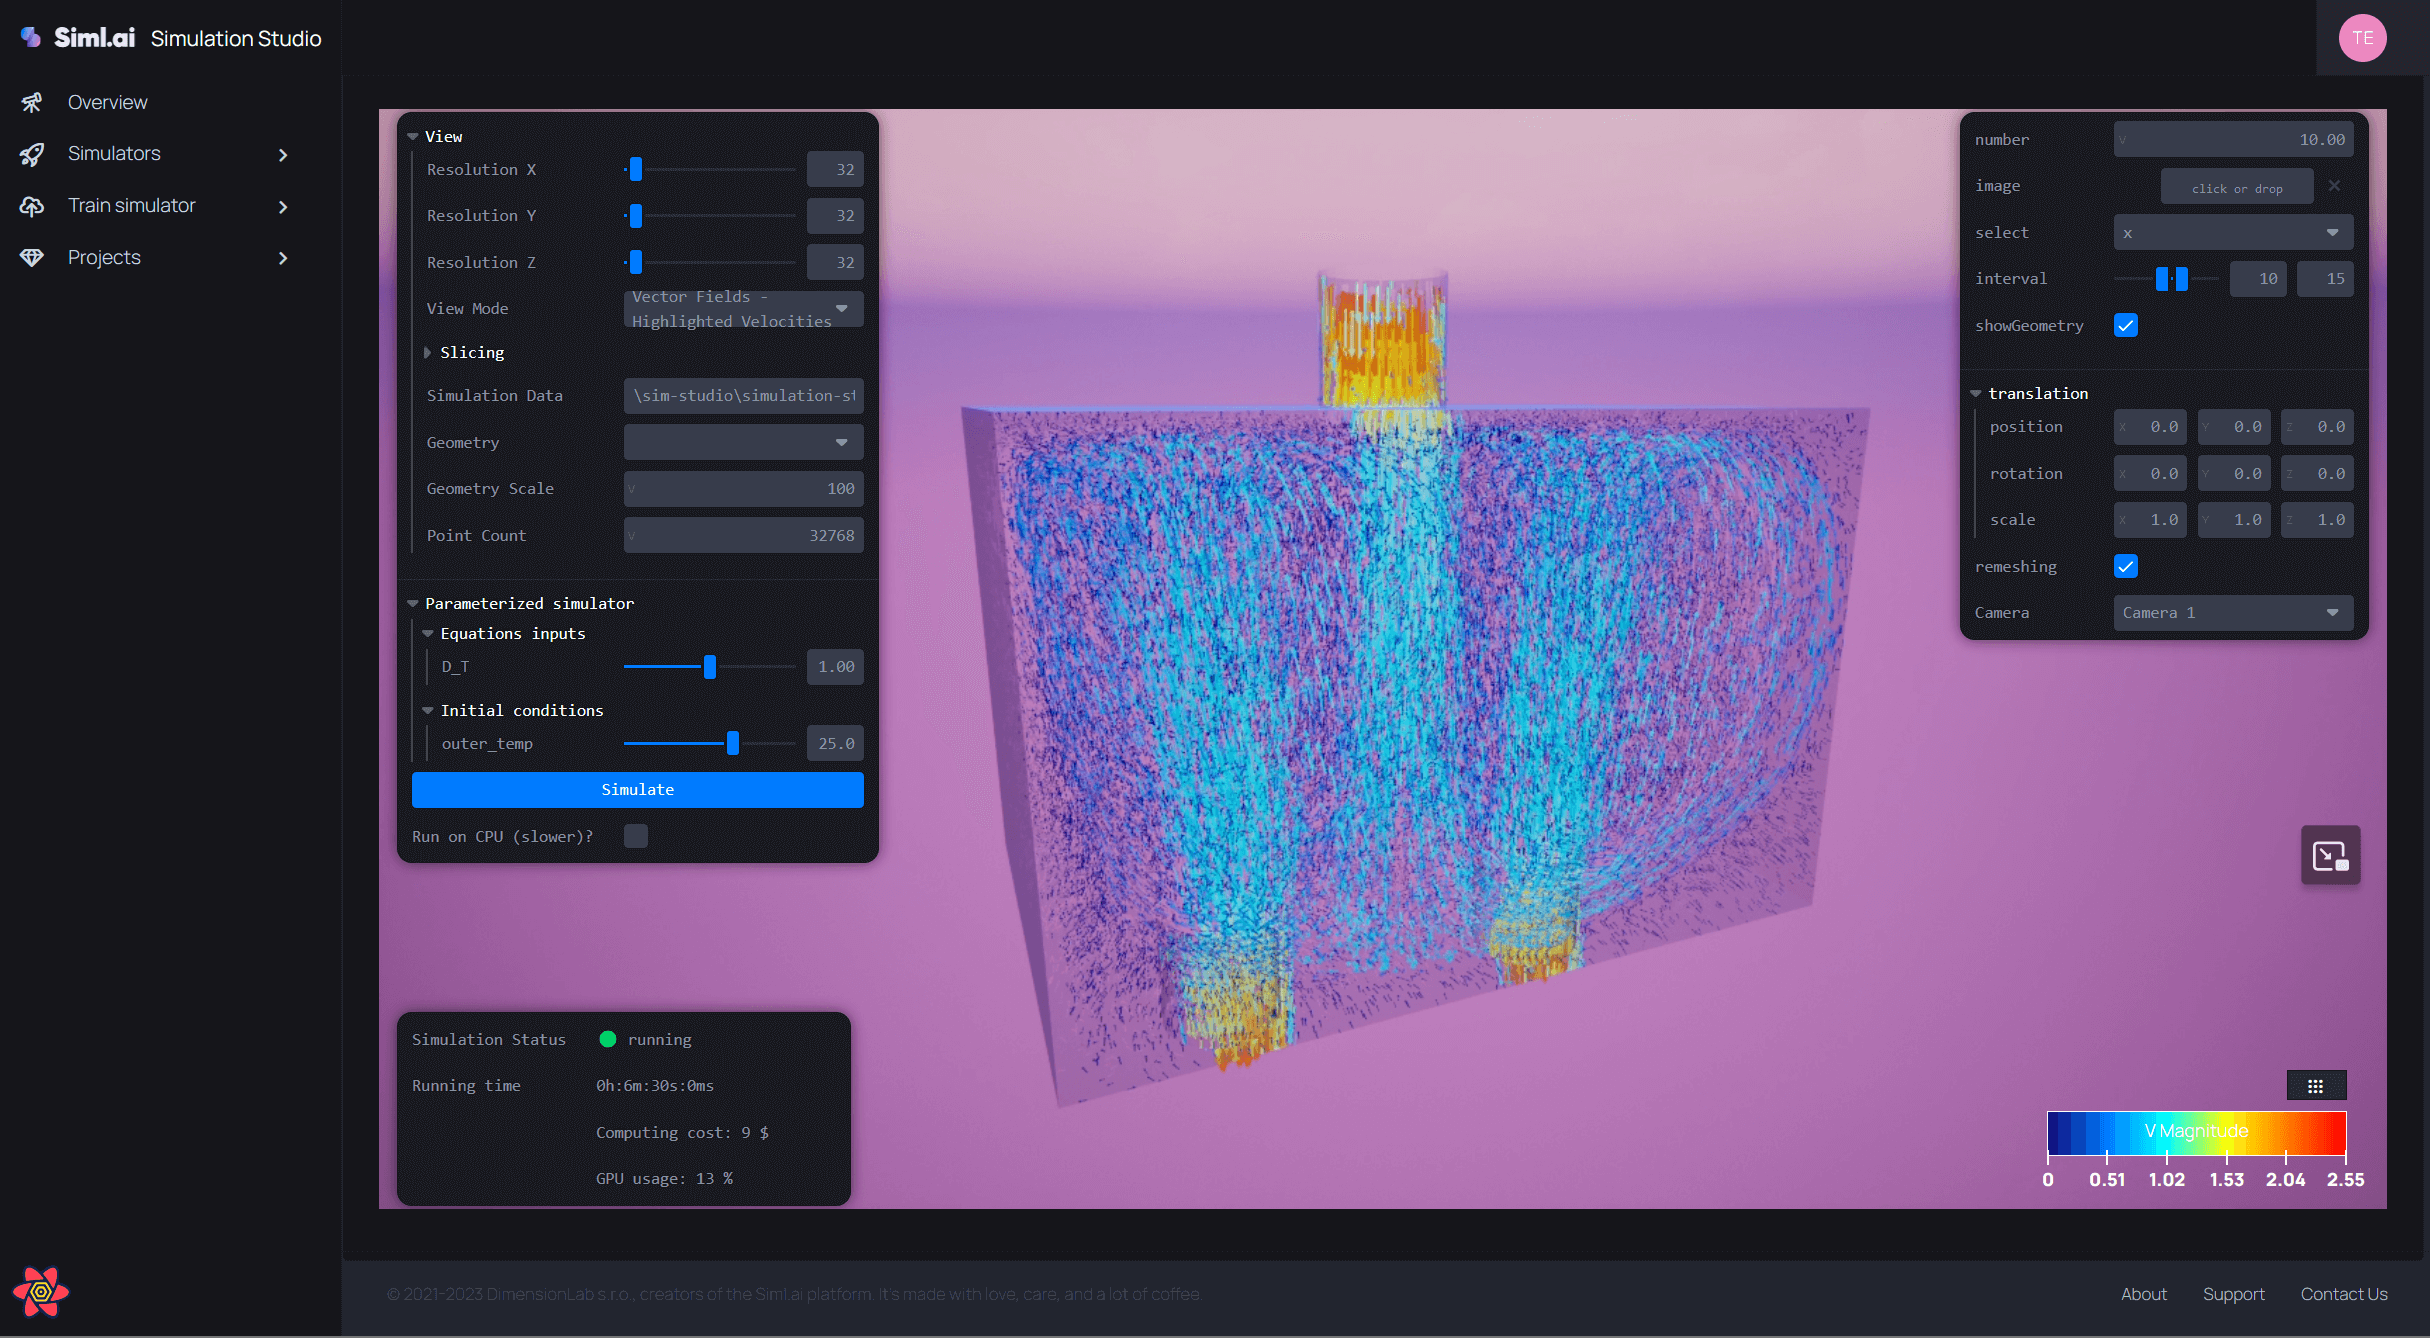 Siml.ai Simulation Studio
TE
Overview
Simulators
Train simulator
Projects
View
Resolution X 32
Resolution Y 32
Resolution Z 32
View Mode Vector Fields -
Highlighted Velocities
Slicing
Simulation Data \sim-studio\simulation-st
Geometry
Geometry Scale V 100
Point Count V 32768
Parameterized simulator
Equations inputs
D_T 1.00
Initial conditions
outer_temp 25.0
Simulate
Run on CPU (slower)?
Simulation Status running
Running time 0h:6m:30s:0ms
Computing cost: 9 $
GPU usage: 13 %
number V 10.00
image click or drop
select x
interval 10 15
showGeometry
translation
position X 0.0 Y 0.0 Z 0.0
rotation X 0.0 Y 0.0 Z 0.0
scale X 1.0 Y 1.0 Z 1.0
remeshing
Camera Camera 1
V Magnitude
0 0.51 1.02 1.53 2.04 2.55
© 2021-2023 DimensionLab s.r.o., creators of the Siml.ai platform. It's made with love, care, and a lot of coffee.
About Support Contact Us